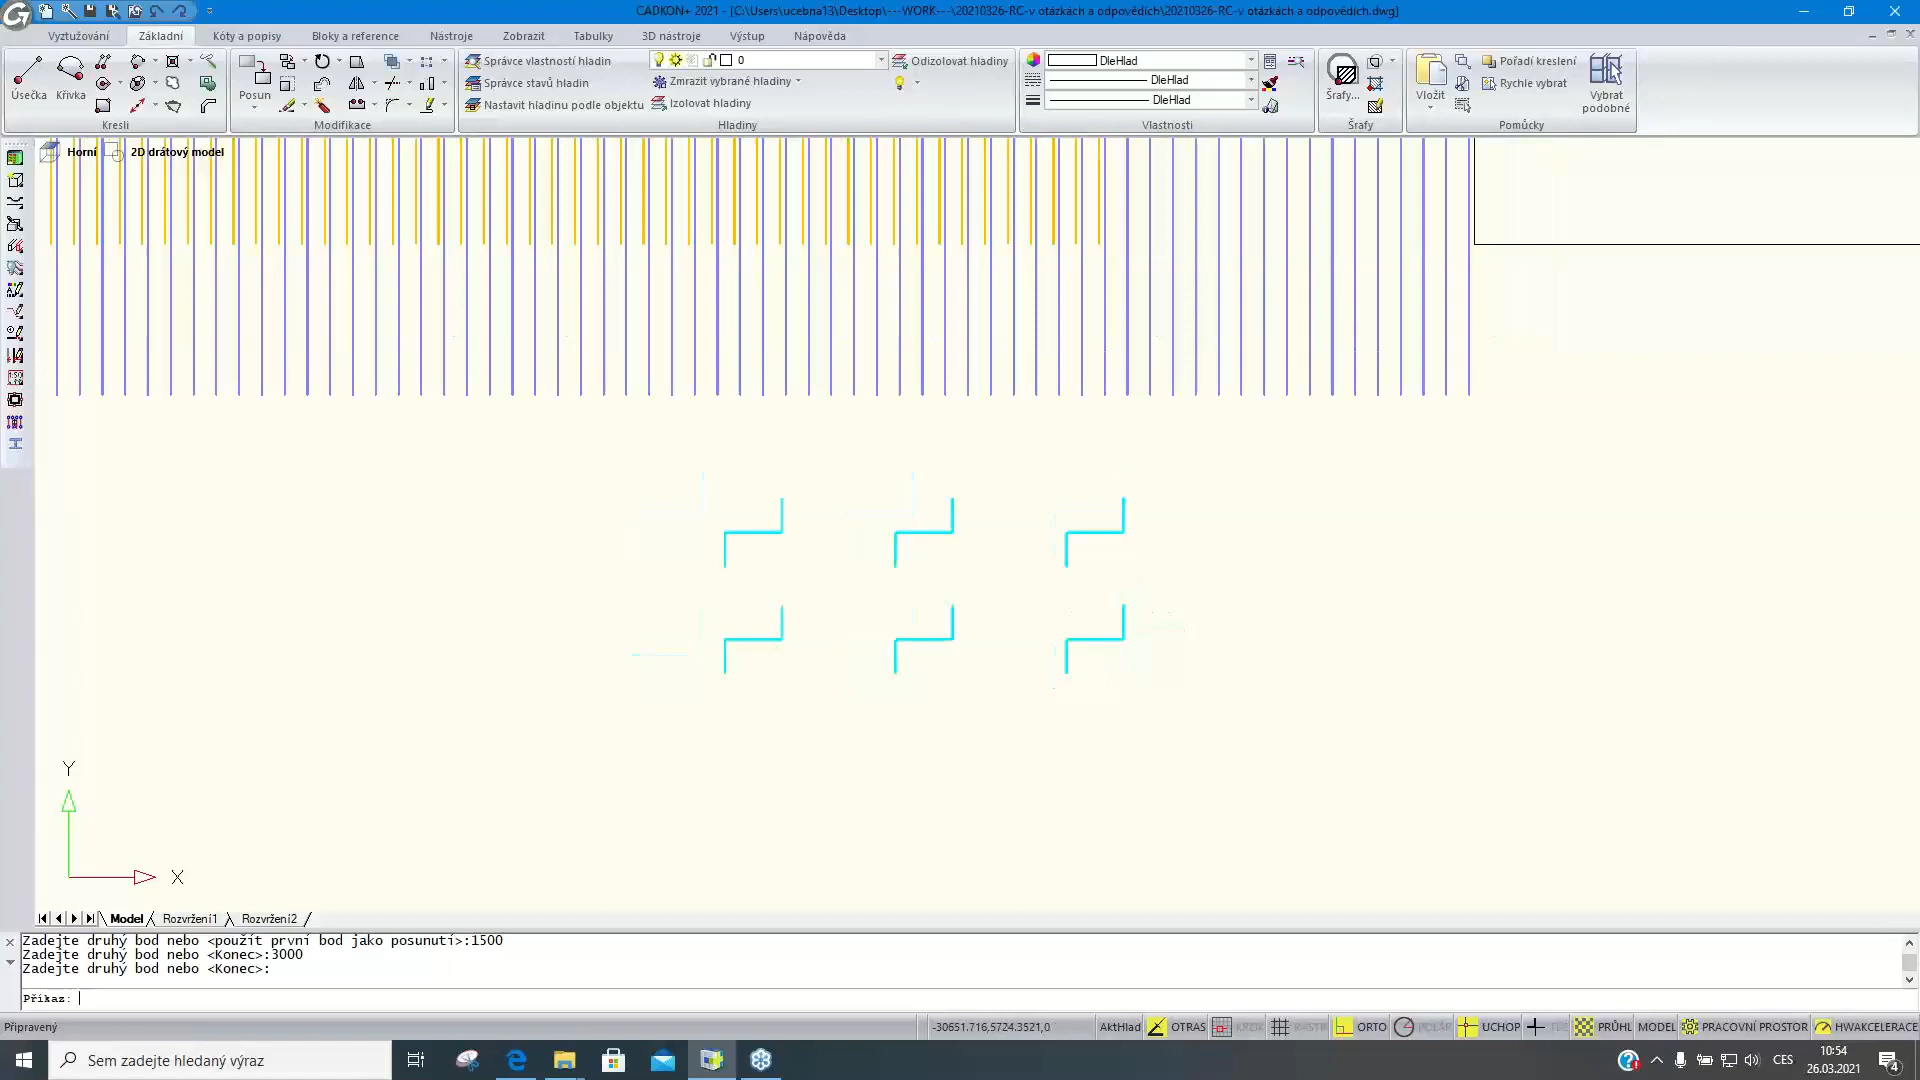 CADKON+ 2021 - [C:\Users\ucebna13\Desktop\---WORK---\20210326-RC-v otázkách a odpovědích\20210326-RC-v otázkách a odpovědích.dwg]
Vyztužování Základní Kóty a popisy Bloky a reference Nástroje Zobrazit Tabulky 3D nástroje Výstup Nápověda
Úsečka
Křivka
Kresli
Posun
Modifikace
Správce vlastností hladin
Správce stavů hladin
Nastavit hladinu podle objektu
0
Zmrazit vybrané hladiny
Izolovat hladiny
Odizolovat hladiny
Hladiny
DleHlad
DleHlad
DleHlad
Vlastnosti
Šrafy...
Šrafy
Vložit
Pořadí kreslení
Rychle vybrat
Vybrat
podobné
Pomůcky
Horní
2D drátový model
Y
X
Model Rozvržení1 Rozvržení2
Zadejte druhý bod nebo <použít první bod jako posunutí>:1500
Zadejte druhý bod nebo <Konec>:3000
Zadejte druhý bod nebo <Konec>:
Příkaz:
Připravený
-30651.716,5724.3521,0 AktHlad OTRAS KROK RASTR ORTO POLÁR UCHOP PRŮHL MODEL PRACOVNÍ PROSTOR HWAKCELERACE
Sem zadejte hledaný výraz
CES
10:54
26.03.2021
4